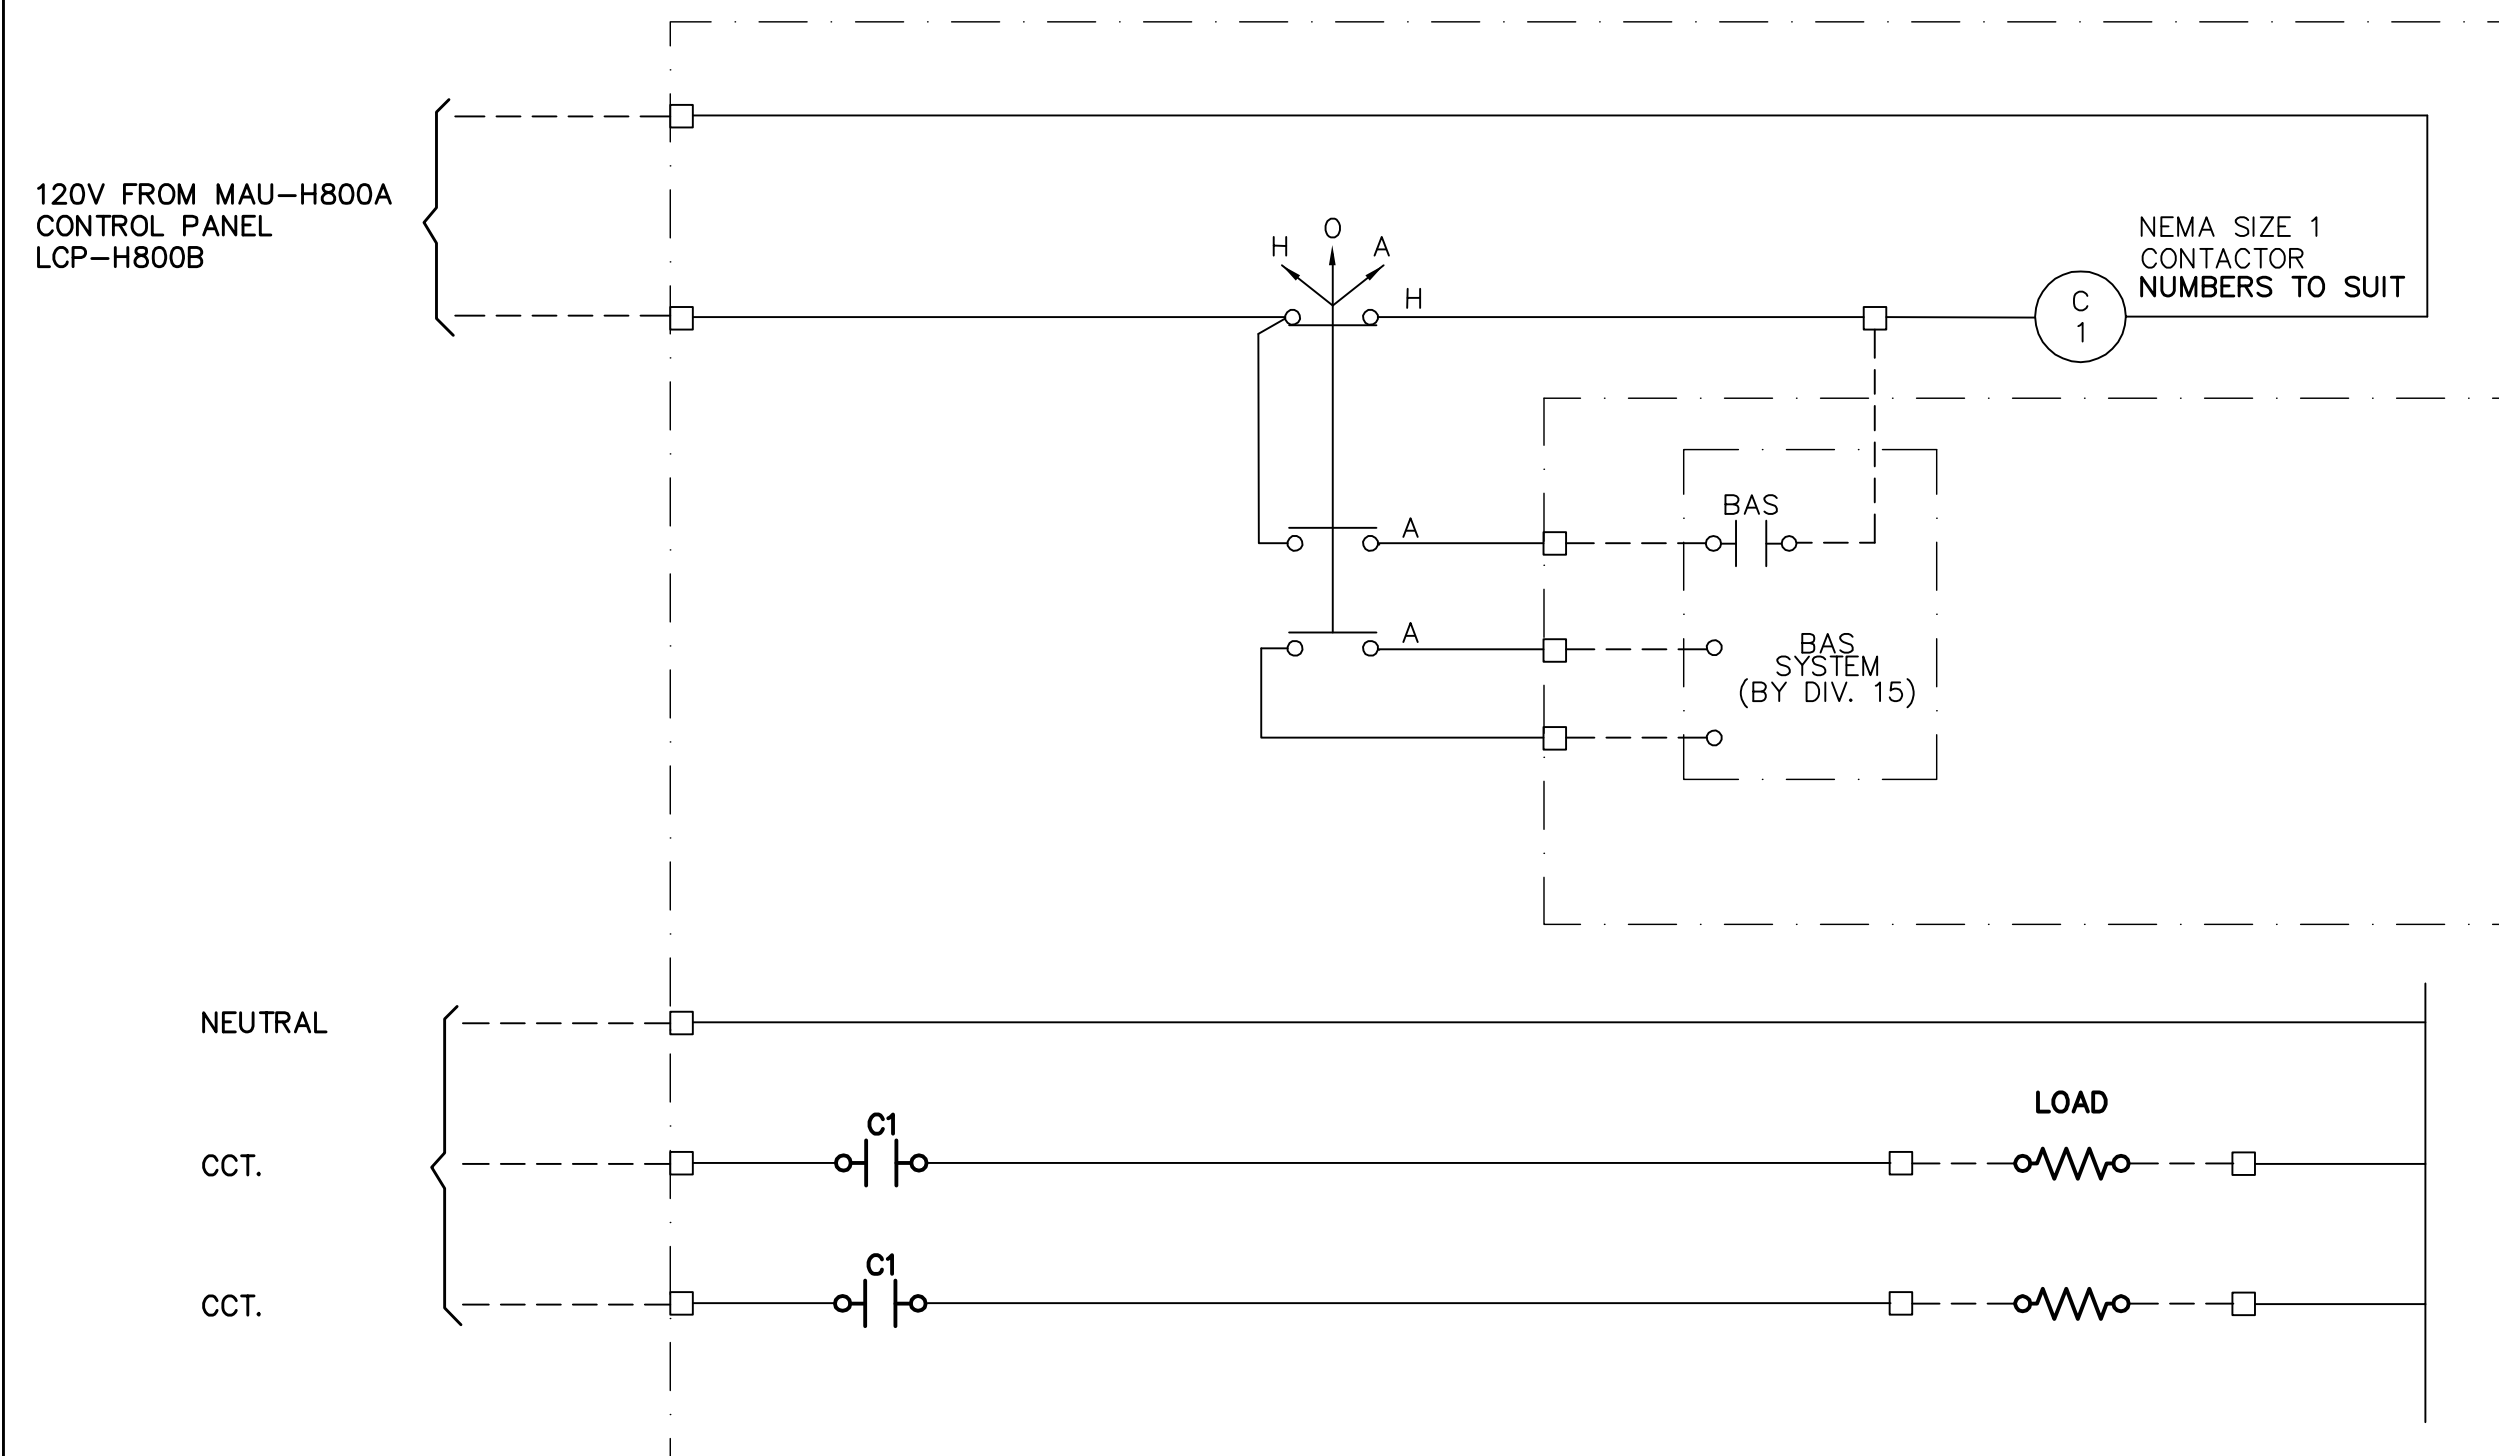 120V FROM MAU-H800A
CONTROL PANEL
LCP-H800B
H
O
A
H
NEMA SIZE 1
CONTACTOR
NUMBERS TO SUIT
C
1
A
BAS
A
BAS
SYSTEM
(BY DIV. 15)
NEUTRAL
LOAD
C1
CCT.
C1
CCT.